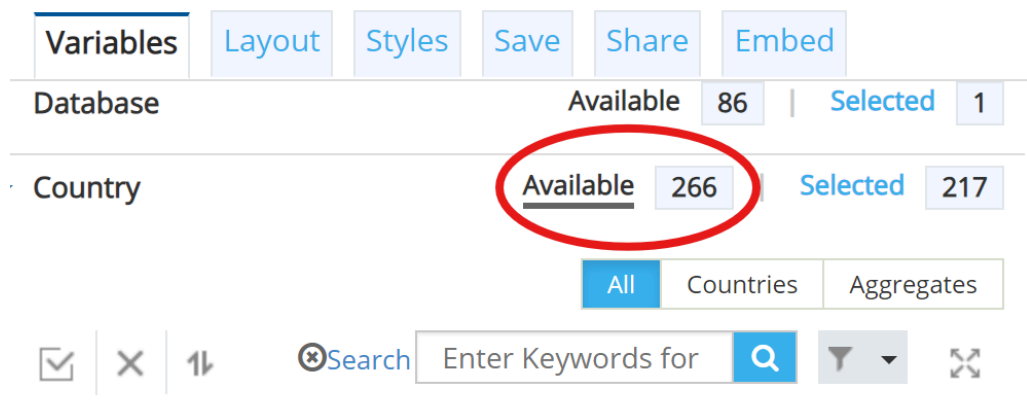 Variables Layout Styles Save Share Embed
Database Available 86 | Selected 1
Country Available 266 | Selected 217
All Countries Aggregates
Search Enter Keywords for